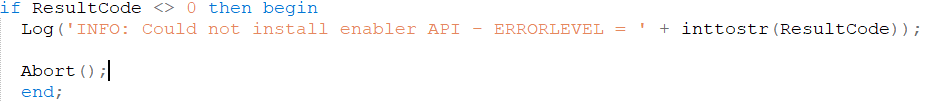 if ResultCode <> 0 then begin
Log('INFO: Could not install enabler API - ERRORLEVEL = ' + inttostr(ResultCode));
Abort();
end;